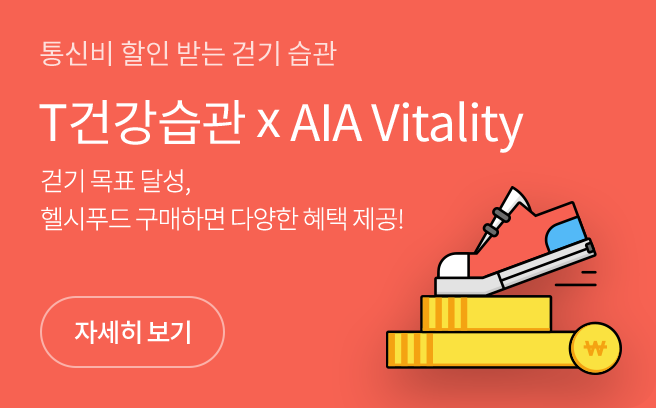 통신비 할인 받는 걷기 습관
T건강습관 x AIA Vitality
걷기 목표 달성,
헬시푸드 구매하면 다양한 혜택 제공!
자세히 보기
₩